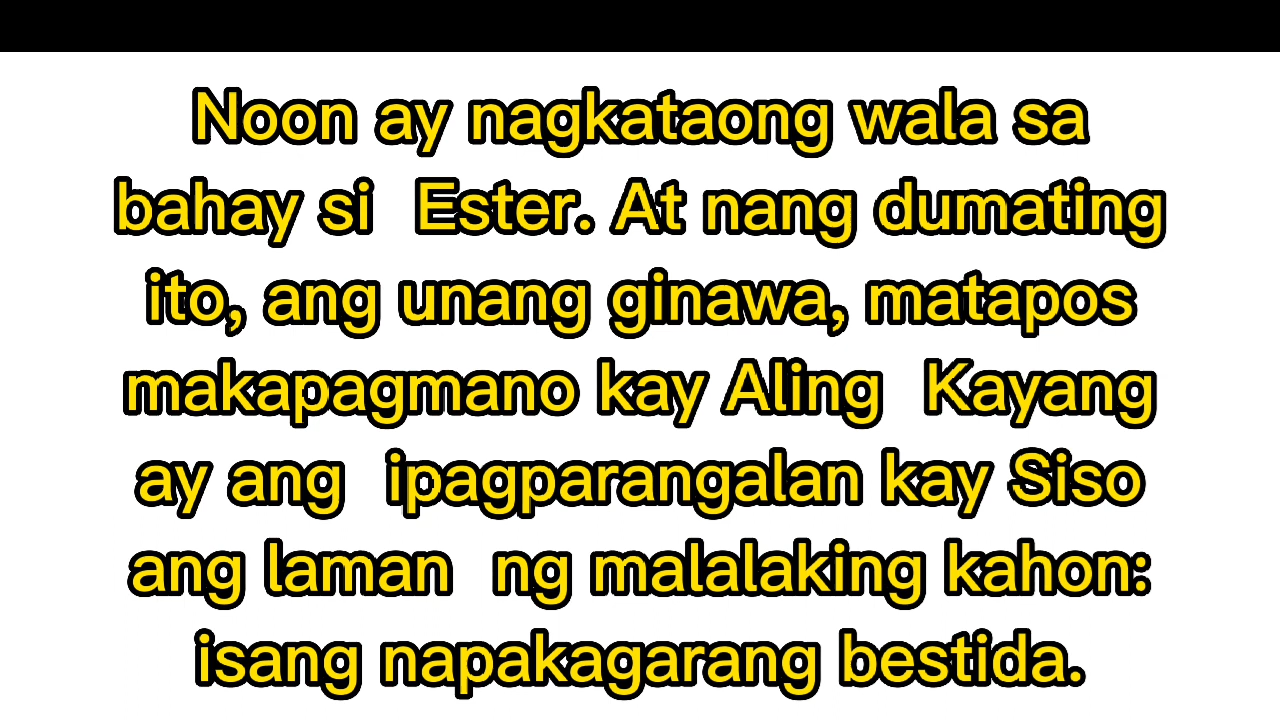 Noon ay nagkataong wala sa
bahay si Ester. At nang dumating
ito, ang unang ginawa, matapos
makapagmano kay Aling Kayang
ay ang ipagparangalan kay Siso
ang laman ng malalaking kahon:
isang napakagarang bestida.